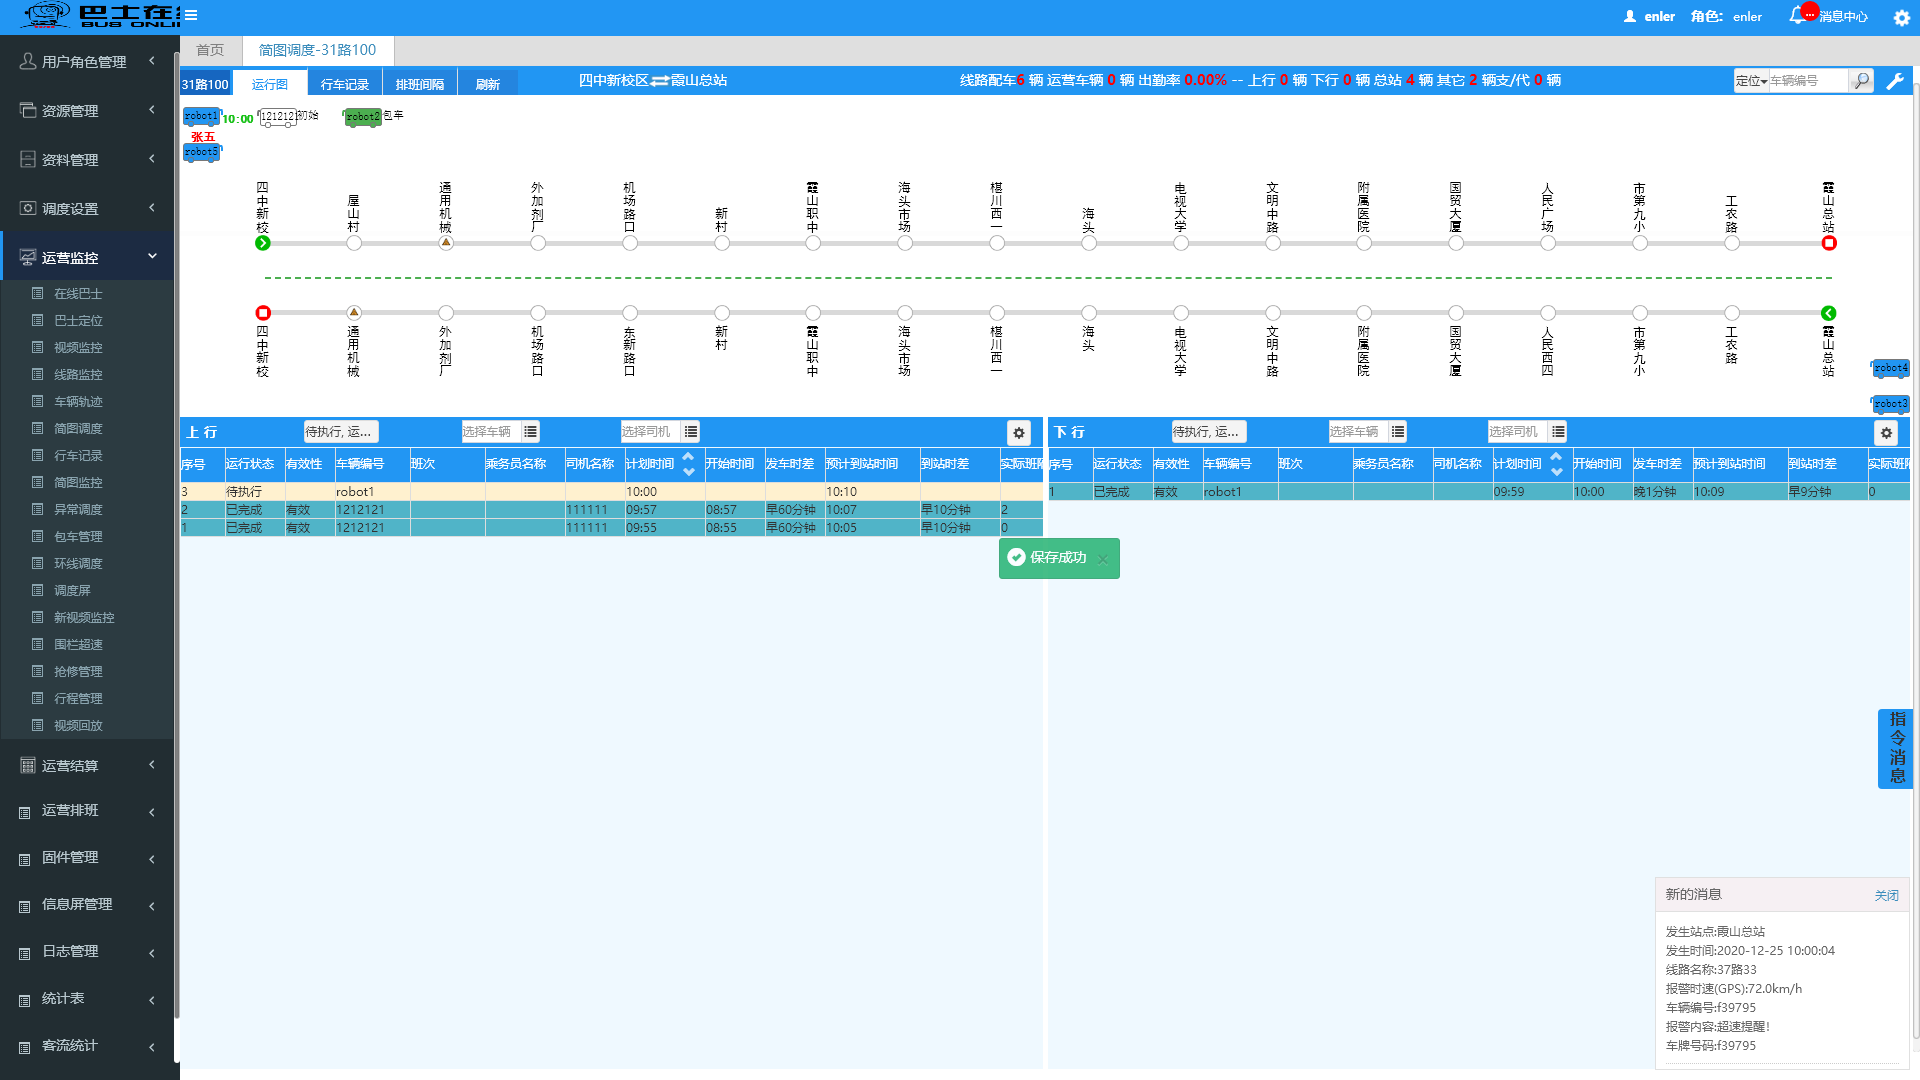 巴士在线
BUS ONLINE
enler 角色: enler 消息中心
用户角色管理
资源管理
资料管理
调度设置
运营监控
在线巴士
巴士定位
视频监控
线路监控
车辆轨迹
简图调度
行车记录
简图监控
异常调度
包车管理
环线调度
调度屏
新视频监控
围栏超速
抢修管理
行程管理
视频回放
运营结算
运营排班
固件管理
信息屏管理
日志管理
统计表
客流统计
首页 简图调度-31路100
31路100 运行图 行车记录 排班间隔 刷新 四中新校区⇌霞山总站 线路配车6 辆 运营车辆 0 辆 出勤率 0.00% -- 上行 0 辆 下行 0 辆 总站 4 辆 其它 2 辆支/代 0 辆 定位 车辆编号
robot1 10:00 1212121 初始 robot2 包车
张五
robot5
四中新校 屋山村 通用机械 外加剂厂 机场路口 新村 霞山职中 海头市场 椹川西一 海头 电视大学 文明中路 附属医院 国贸大厦 人民广场 市第九小 工农路 霞山总站
四中新校 通用机械 外加剂厂 机场路口 东新路口 新村 霞山职中 海头市场 椹川西一 海头 电视大学 文明中路 附属医院 国贸大厦 人民西四 市第九小 工农路 霞山总站
robot4
robot3
上行 待执行, 运... 选择车辆 选择司机
序号 运行状态 有效性 车辆编号 班次 乘务员名称 司机名称 计划时间 开始时间 发车时差 预计到站时间 到站时差 实际班
3 待执行 robot1 10:00 10:10
2 已完成 有效 1212121 111111 09:57 08:57 早60分钟 10:07 早10分钟 2
1 已完成 有效 1212121 111111 09:55 08:55 早60分钟 10:05 早10分钟 0
下行 待执行, 运... 选择车辆 选择司机
序号 运行状态 有效性 车辆编号 班次 乘务员名称 司机名称 计划时间 开始时间 发车时差 预计到站时间 到站时差 实际班
1 已完成 有效 robot1 09:59 10:00 晚1分钟 10:09 早9分钟 0
保存成功 ×
指令消息
新的消息 关闭
发生站点:霞山总站
发生时间:2020-12-25 10:00:04
线路名称:37路33
报警时速(GPS):72.0km/h
车辆编号:f39795
报警内容:超速提醒!
车牌号码:f39795